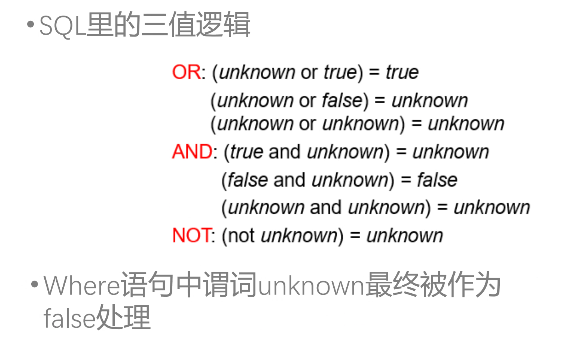 •SQL里的三值逻辑
OR: (unknown or true) = true
(unknown or false) = unknown
(unknown or unknown) = unknown
AND: (true and unknown) = unknown
(false and unknown) = false
(unknown and unknown) = unknown
NOT: (not unknown) = unknown
•Where语句中谓词unknown最终被作为
false处理